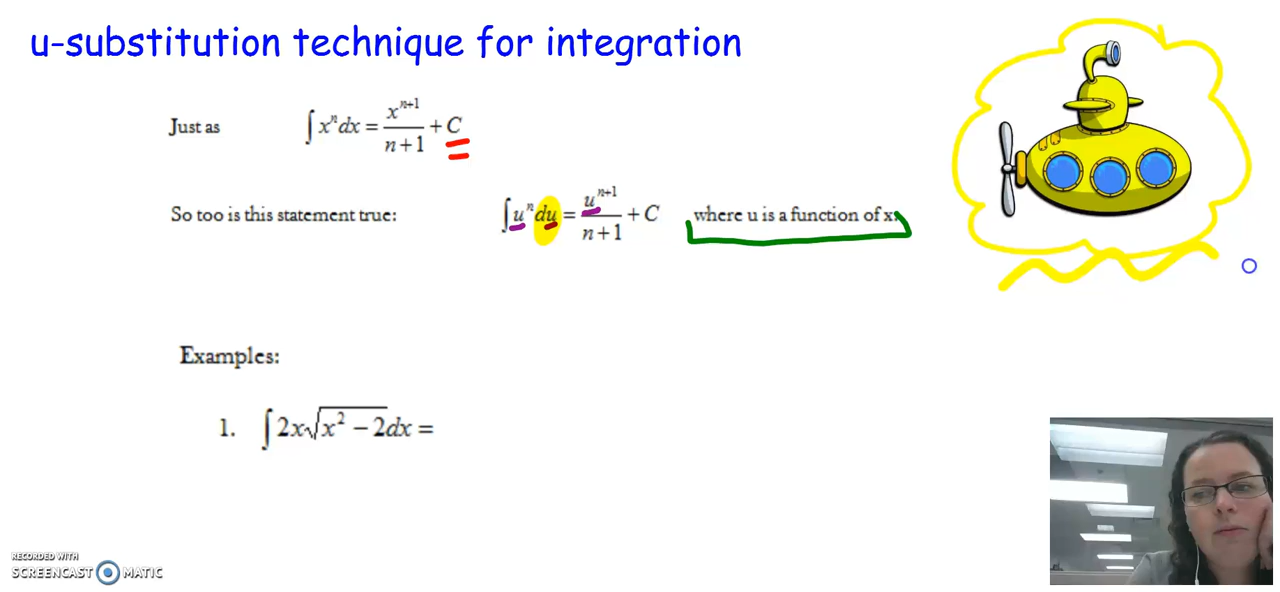 u-substitution technique for integration
Just as ∫xⁿdx = xⁿ⁺¹/(n+1) + C
So too is this statement true: ∫uⁿdu = uⁿ⁺¹/(n+1) + C where u is a function of x.
Examples:
1. ∫2x√(x² − 2)dx =
RECORDED WITH
SCREENCAST MATIC